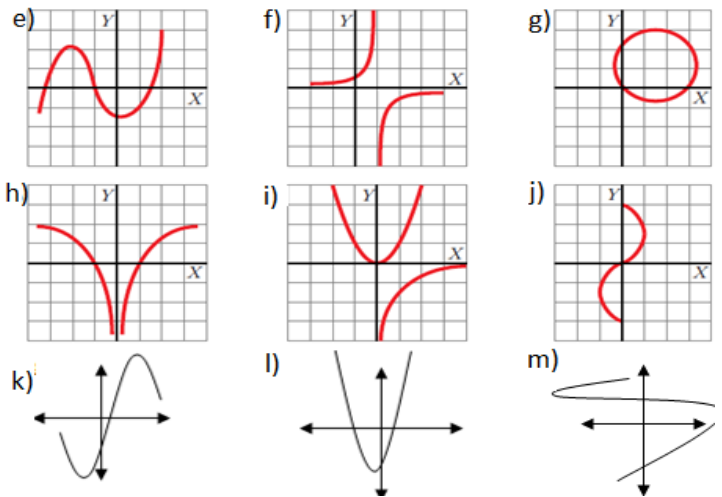 e) Y X
f) Y X
g) Y X
h) Y X
i) Y X
j) Y X
k)
l)
m)